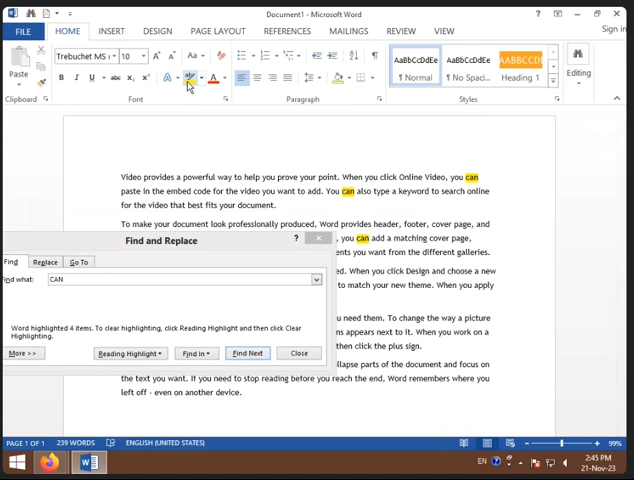 Document1 - Microsoft Word
Sign in
FILE HOME INSERT DESIGN PAGE LAYOUT REFERENCES MAILINGS REVIEW VIEW
Trebuchet MS 10 Aa
AaBbCcDdEe AaBbCcDdEe AABBCCDI
Paste B I U abc x₂ x² A abc A
¶ Normal ¶ No Spaci... Heading 1 Editing
Clipboard Font Paragraph Styles
Video provides a powerful way to help you prove your point. When you click Online Video, you can
paste in the embed code for the video you want to add. You can also type a keyword to search online
for the video that best fits your document.
To make your document look professionally produced, Word provides header, footer, cover page, and
, you can add a matching cover page,
ents you want from the different galleries.
ed. When you click Design and choose a new
to match your new theme. When you apply
u need them. To change the way a picture
ns appears next to it. When you work on a
k the plus sign.
llapse parts of the document and focus on
the text you want. If you need to stop reading before you reach the end, Word remembers where you
left off - even on another device.
Find and Replace
? ×
Find Replace Go To
Find what: CAN
Word highlighted 4 items. To clear highlighting, click Reading Highlight and then click Clear
Highlighting.
More >> Reading Highlight Find In Find Next Close
PAGE 1 OF 1 239 WORDS ENGLISH (UNITED STATES) 99%
EN 2:45 PM
21-Nov-23